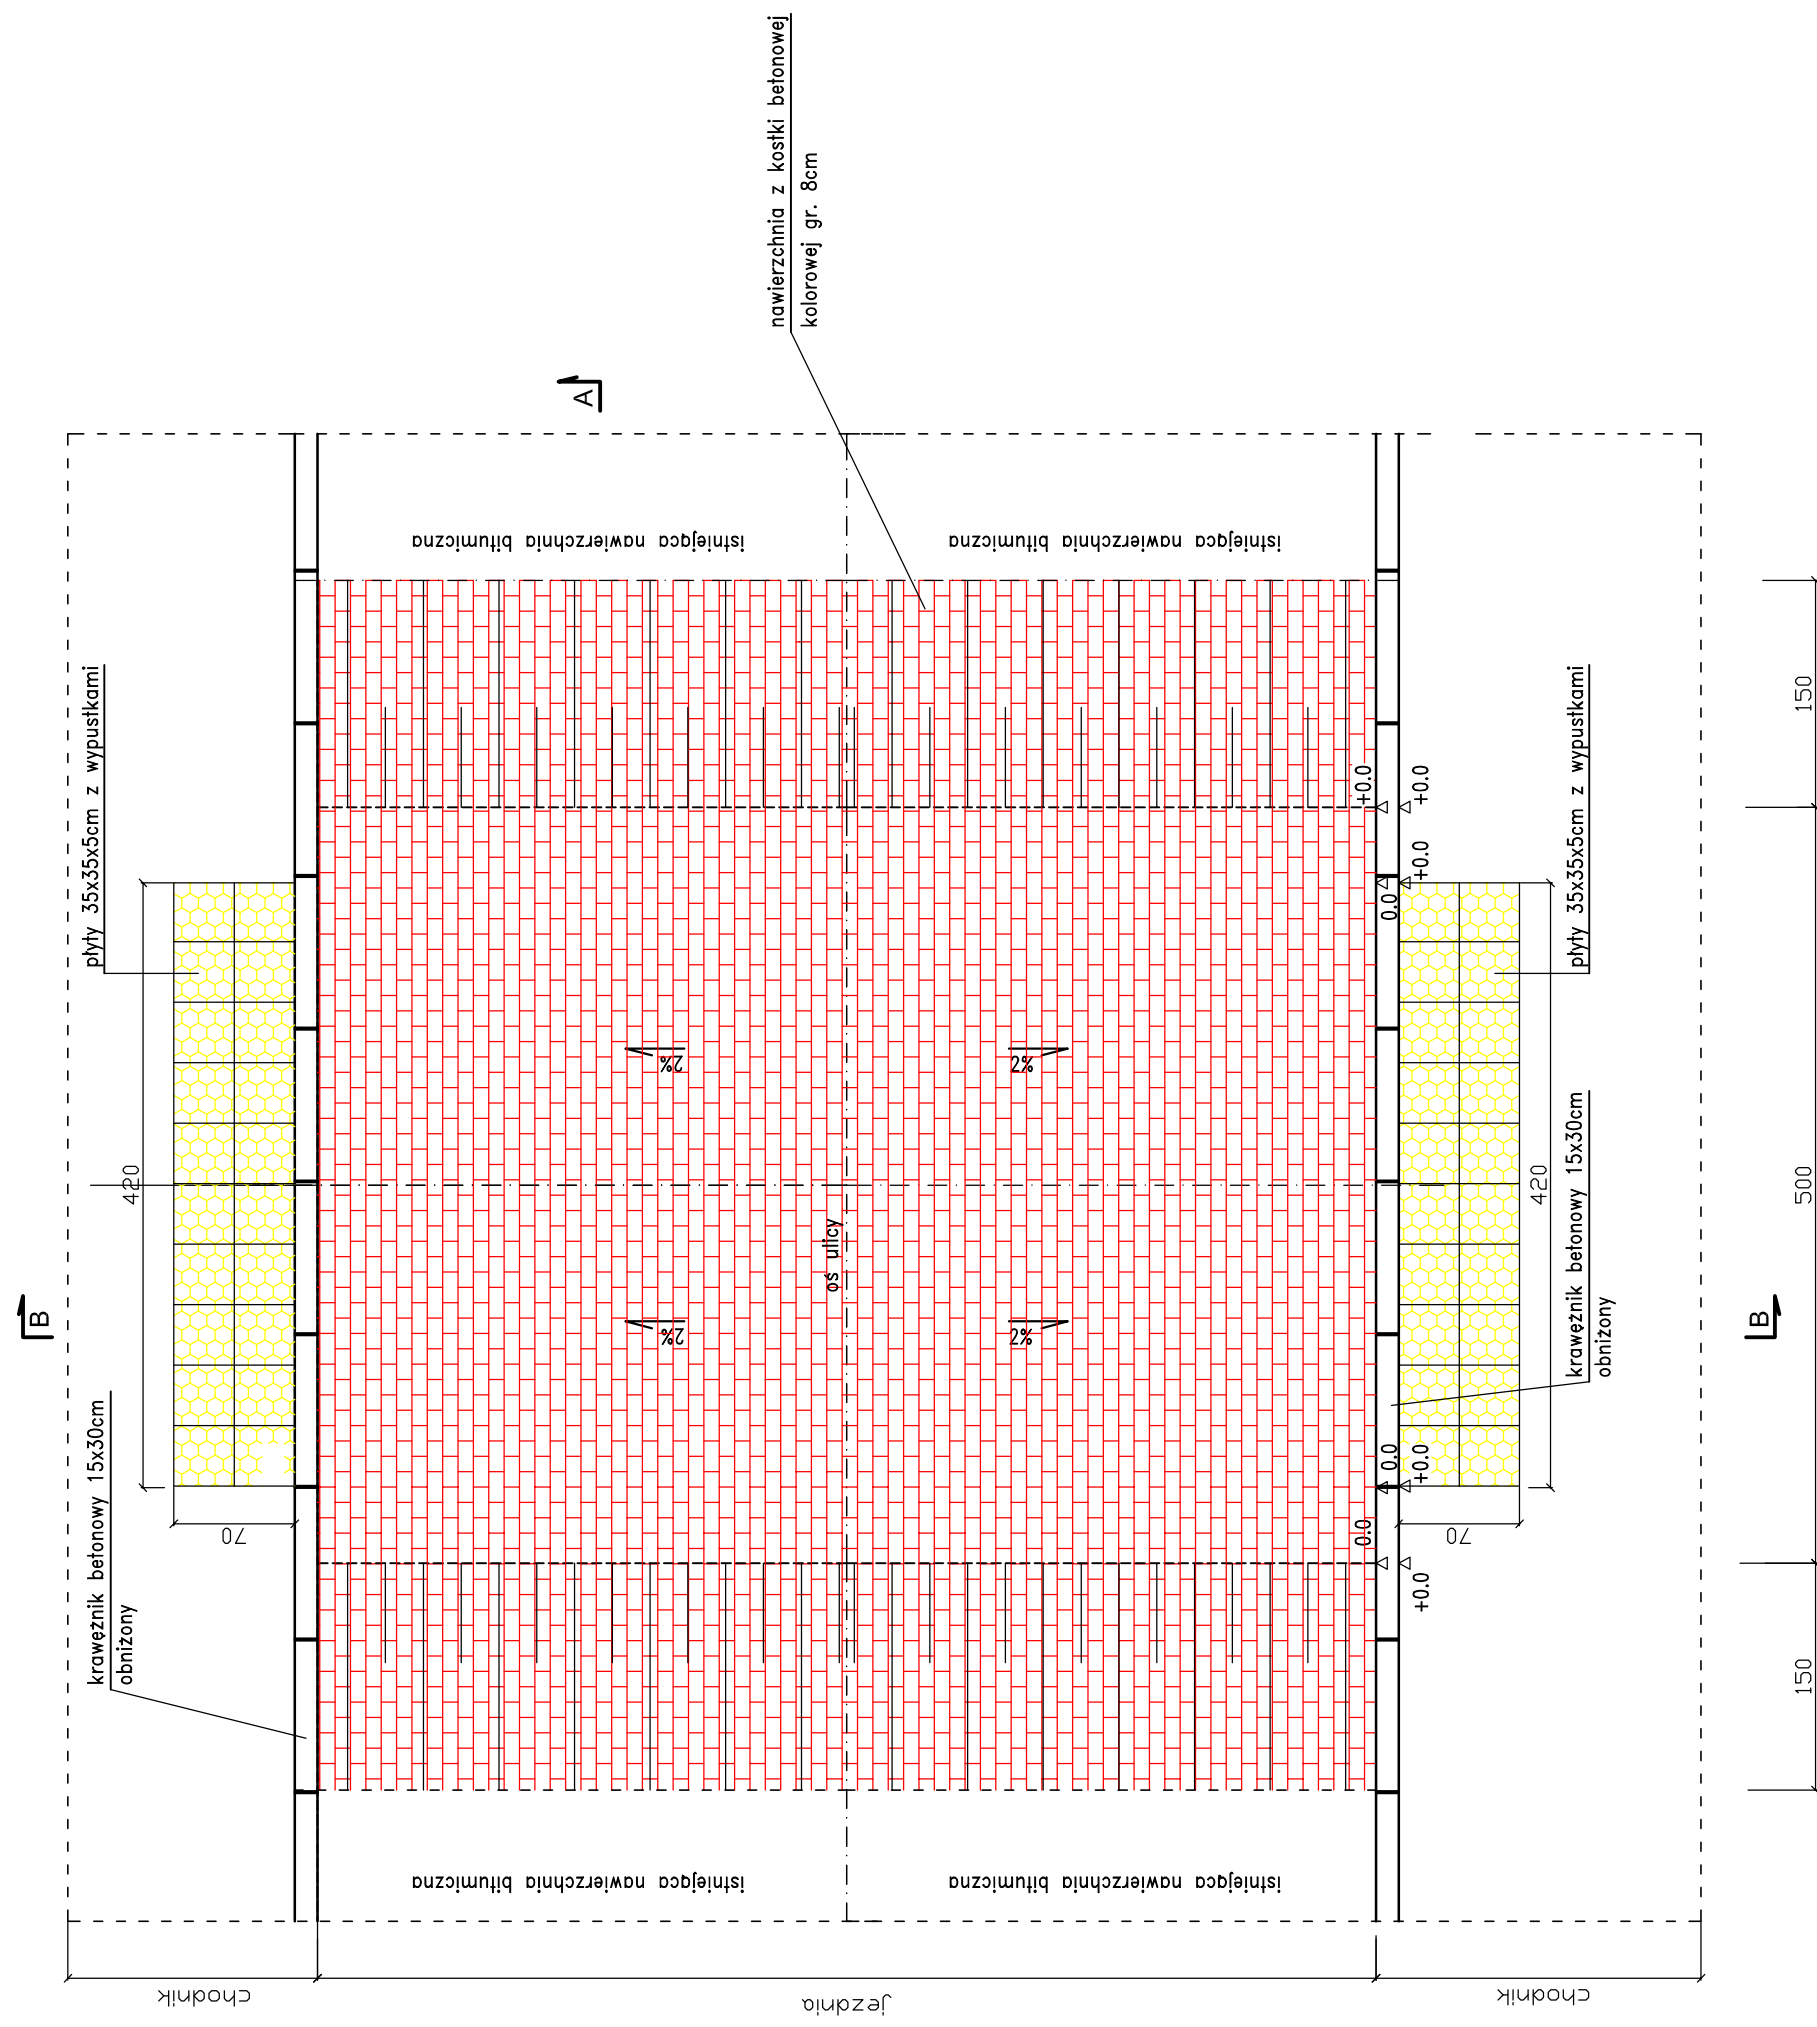 nawierzchnia z kostki betonowej
kolorowej gr. 8cm
A
istniejąca nawierzchnia bitumiczna
istniejąca nawierzchnia bitumiczna
płyty 35x35x5cm z wypustkami
płyty 35x35x5cm z wypustkami
150
+0.0
+0.0
+0.0
0.0
2%
2%
420
420
500
oś ulicy
krawężnik betonowy 15x30cm
obniżony
B
B
2%
2%
krawężnik betonowy 15x30cm
obniżony
0.0
+0.0
70
70
0.0
+0.0
150
istniejąca nawierzchnia bitumiczna
istniejąca nawierzchnia bitumiczna
chodnik
jezdnia
chodnik